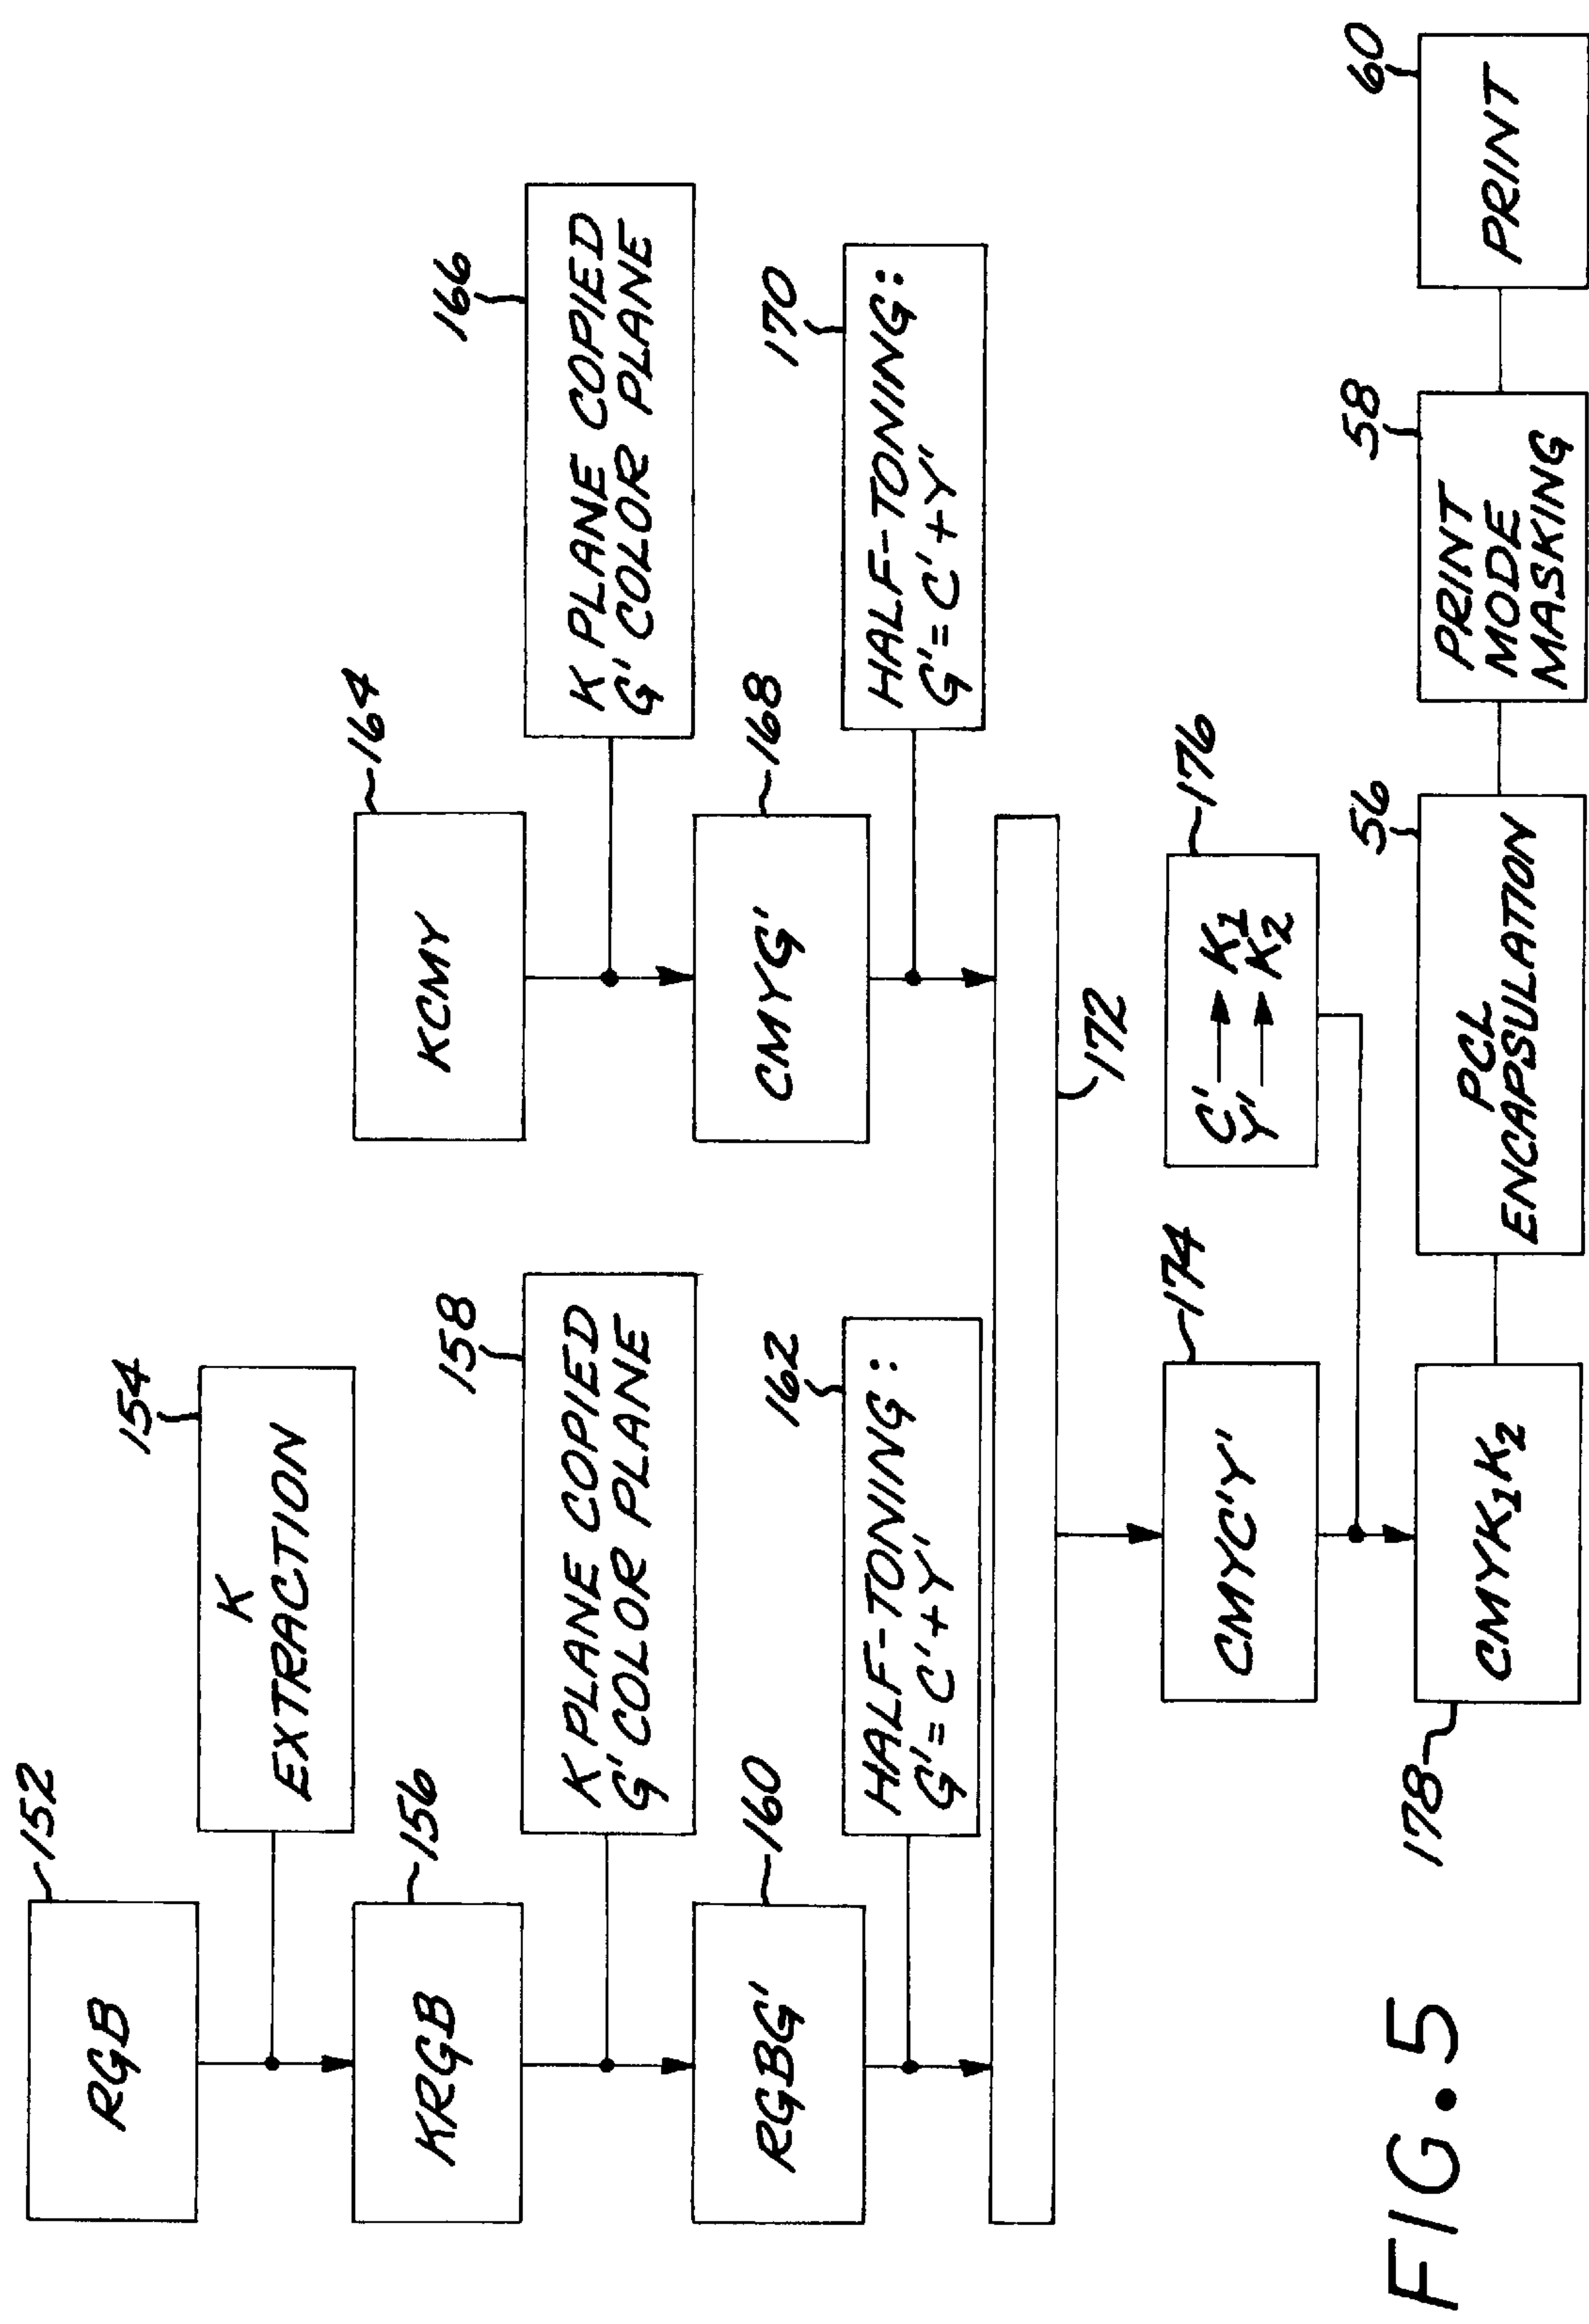 RGB
152
K
EXTRACTION
154
KRGB
156
K PLANE COPIED
G' COLOR PLANE
158
RGBG'
160
HALF-TONING:
G'=C'+Y'
162
KCMY
164
K PLANE COPIED
G' COLOR PLANE
166
CMYG'
168
HALF-TONING:
G'=C'+Y'
170
172
CMYC'Y'
174
C' → K1
Y' → K2
176
CMYK1K2
178
PCL
ENCAPSULATION
56
PRINT
MODE
MASKING
58
PRINT
60
FIG. 5